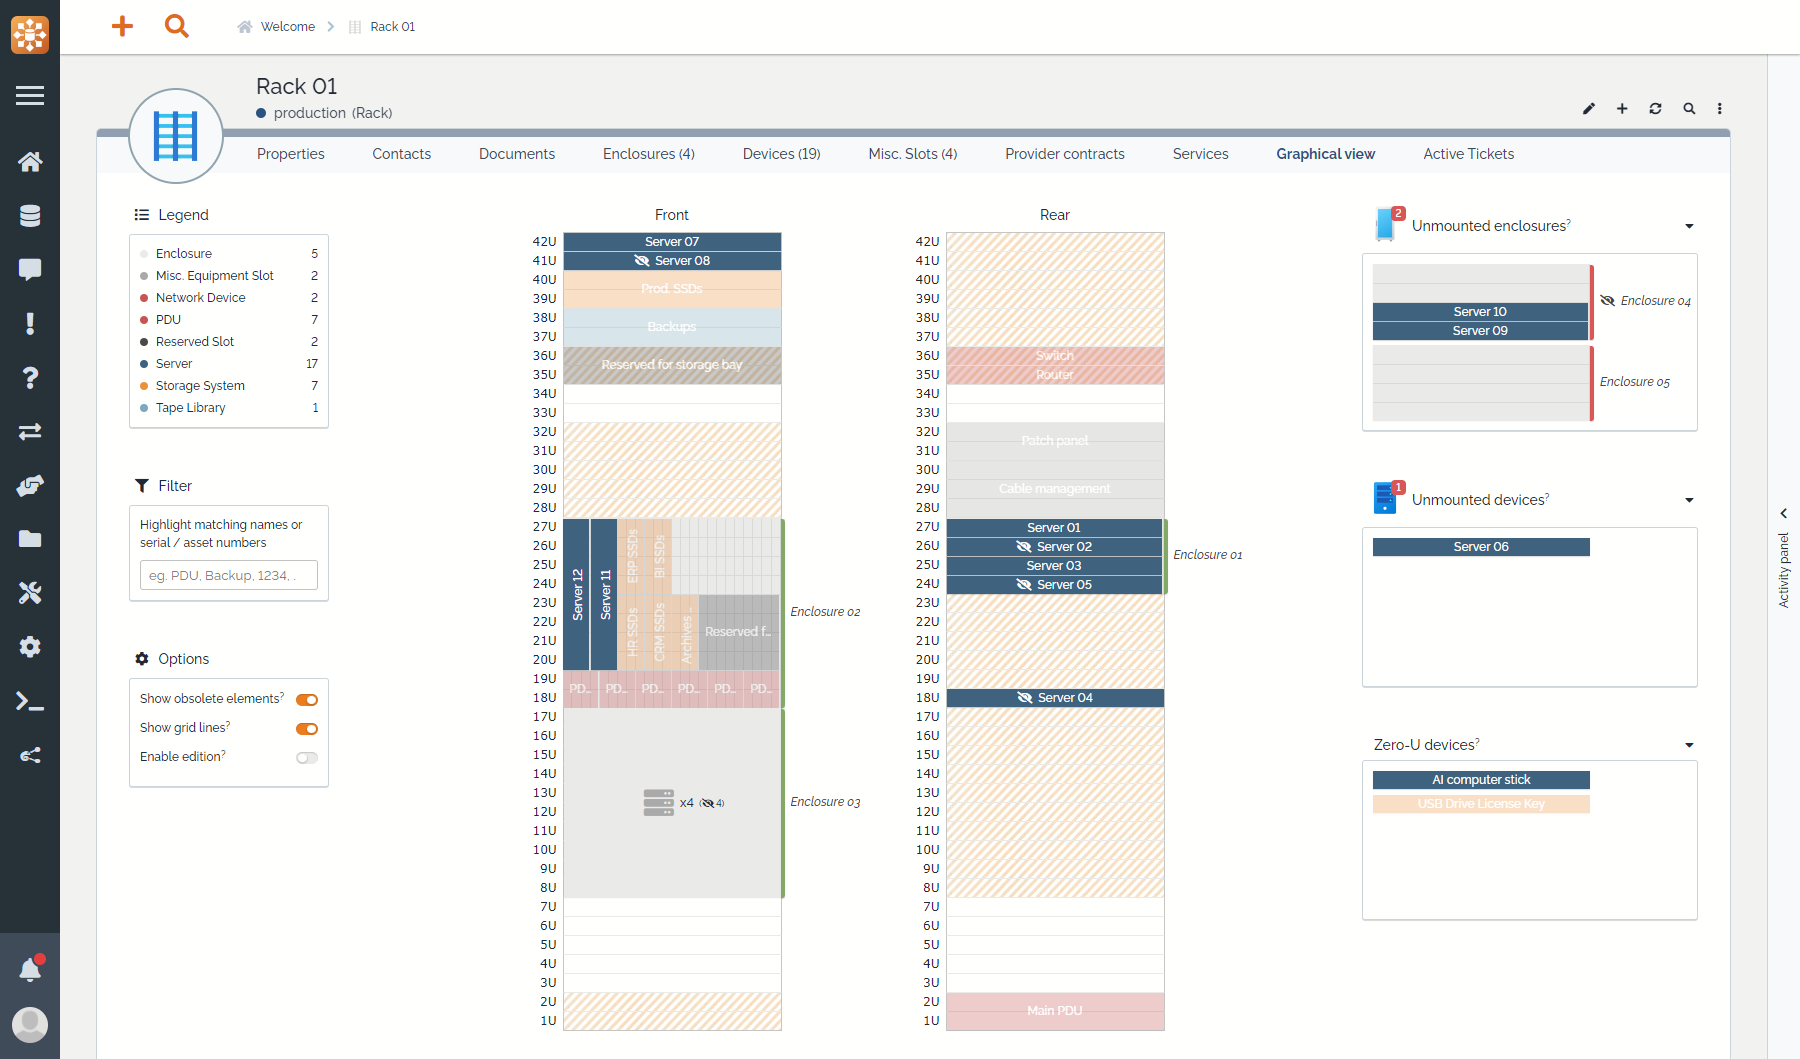 Welcome
Rack 01
Rack 01
production (Rack)
Properties
Contacts
Documents
Enclosures (4)
Devices (19)
Misc. Slots (4)
Provider contracts
Services
Graphical view
Active Tickets
Legend
Enclosure 5
Misc. Equipment Slot 2
Network Device 2
PDU 7
Reserved Slot 2
Server 17
Storage System 7
Tape Library 1
Filter
Highlight matching names or
serial / asset numbers
eg. PDU, Backup, 1234, .
Options
Show obsolete elements?
Show grid lines?
Enable edition?
Front
42U Server 07
41U Server 08
40U
Prod. SSDs
39U
38U
Backups
37U
36U
Reserved for storage bay
35U
34U
33U
32U
31U
30U
29U
28U
27U
26U
25U
24U
23U
22U
21U
20U
Server 12
Server 11
ERP SSDs
BI SSDs
HR SSDs
CRM SSDs
Archives ..
Reserved f...
Enclosure 02
19U
18U
PD... PD... PD... PD... PD... PD...
17U
16U
15U
14U
13U
x4 (4)
Enclosure 03
12U
11U
10U
9U
8U
7U
6U
5U
4U
3U
2U
1U
Rear
42U
41U
40U
39U
38U
37U
36U Switch
35U Router
34U
33U
32U
Patch panel
31U
30U
29U Cable management
28U
27U Server 01
26U Server 02
Enclosure 01
25U Server 03
24U Server 05
23U
22U
21U
20U
19U
18U Server 04
17U
16U
15U
14U
13U
12U
11U
10U
9U
8U
7U
6U
5U
4U
3U
2U
Main PDU
1U
2
Unmounted enclosures?
Enclosure 04
Server 10
Server 09
Enclosure 05
1
Unmounted devices?
Server 06
Zero-U devices?
AI computer stick
USB Drive License Key
Activity panel